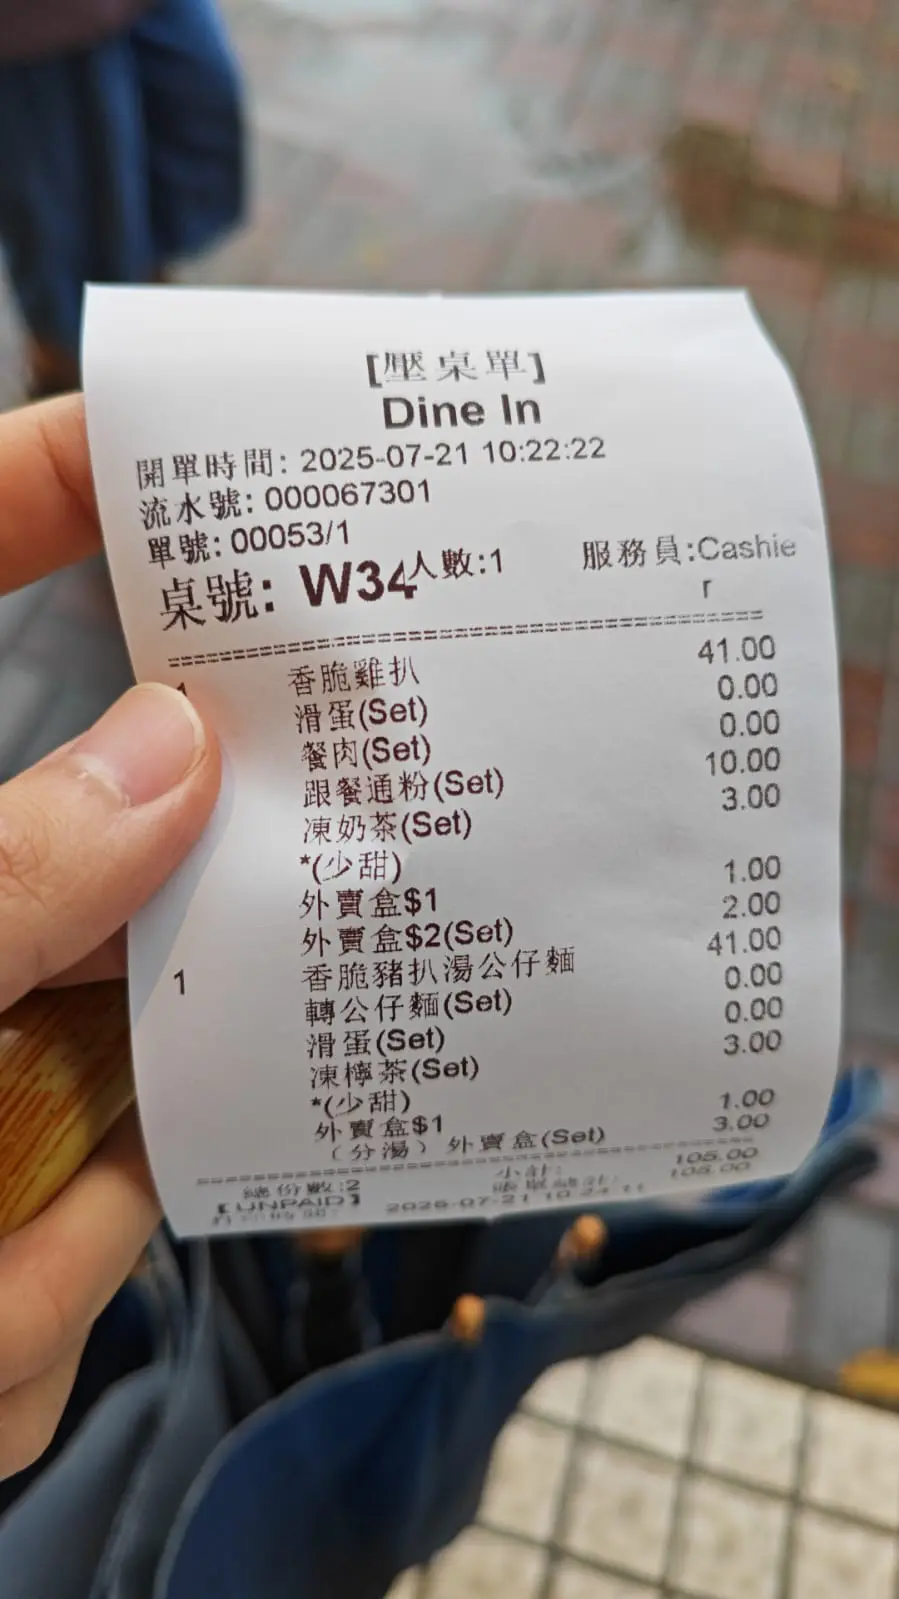 [壓桌單]
Dine In
開單時間: 2025-07-21 10:22:22
流水號: 000067301
單號: 00053/1
桌號: W34 人數:1 服務員:Cashie
r
1 香脆雞扒 41.00
滑蛋(Set) 0.00
餐肉(Set) 0.00
跟餐通粉(Set) 10.00
凍奶茶(Set) 3.00
*(少甜)
外賣盒$1 1.00
外賣盒$2(Set) 2.00
1 香脆豬扒湯公仔麵 41.00
轉公仔麵(Set) 0.00
滑蛋(Set) 0.00
凍檸茶(Set) 3.00
*(少甜)
外賣盒$1 1.00
（分湯）外賣盒(Set) 3.00
總份數:2 小計: 105.00
【UNPAID】 105.00
2025-07-21 10:24:11